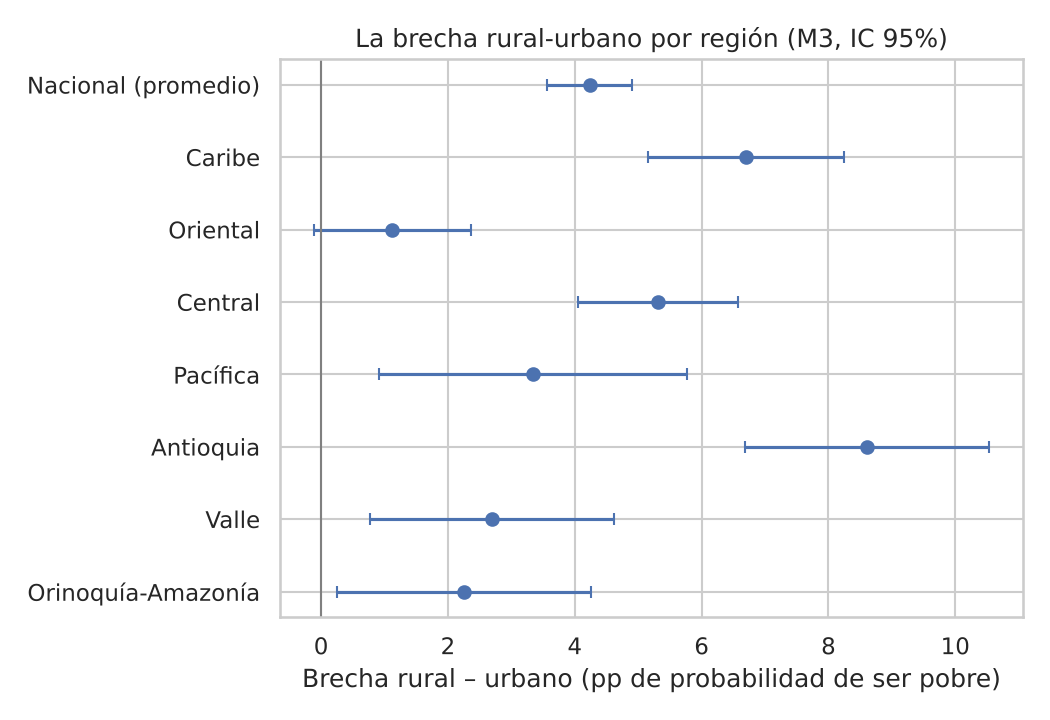 La brecha rural-urbano por región (M3, IC 95%)
Nacional (promedio)
Caribe
Oriental
Central
Pacífica
Antioquia
Valle
Orinoquía-Amazonía
0 2 4 6 8 10
Brecha rural – urbano (pp de probabilidad de ser pobre)